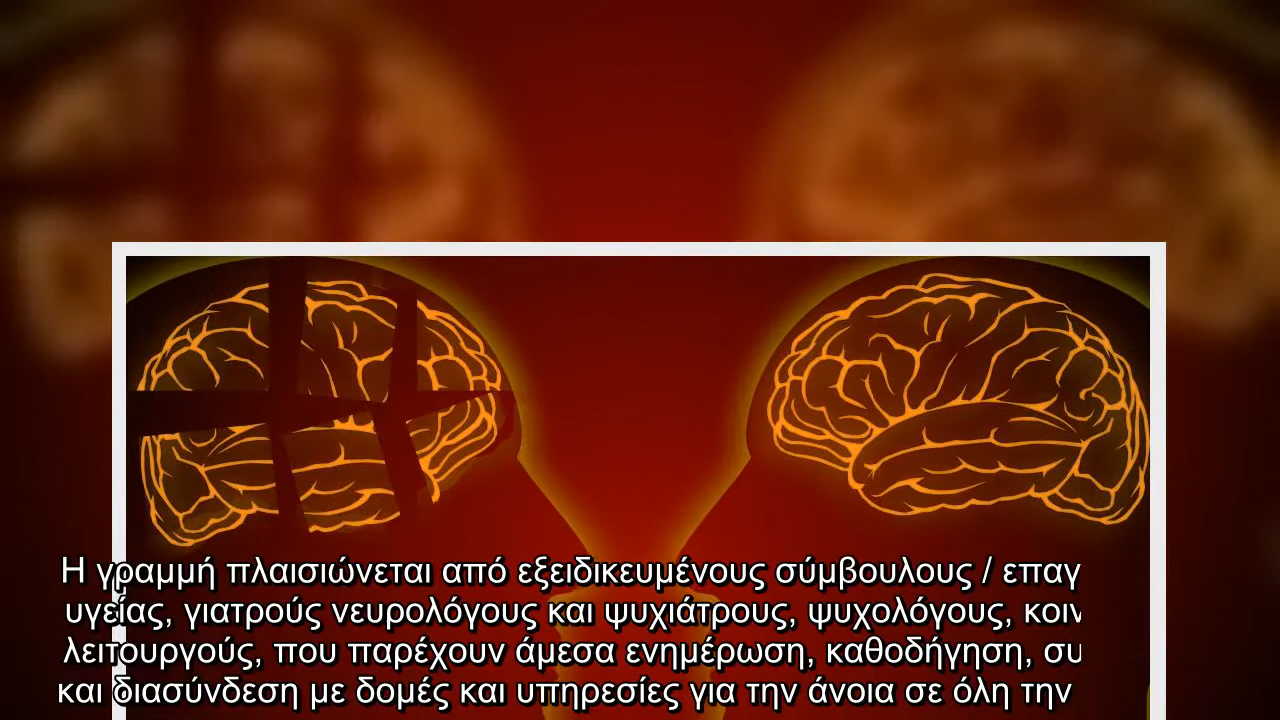 Η γραμμή πλαισιώνεται από εξειδικευμένους σύμβουλους / επαγ
υγείας, γιατρούς νευρολόγους και ψυχιάτρους, ψυχολόγους, κοιν
λειτουργούς, που παρέχουν άμεσα ενημέρωση, καθοδήγηση, συ
και διασύνδεση με δομές και υπηρεσίες για την άνοια σε όλη την